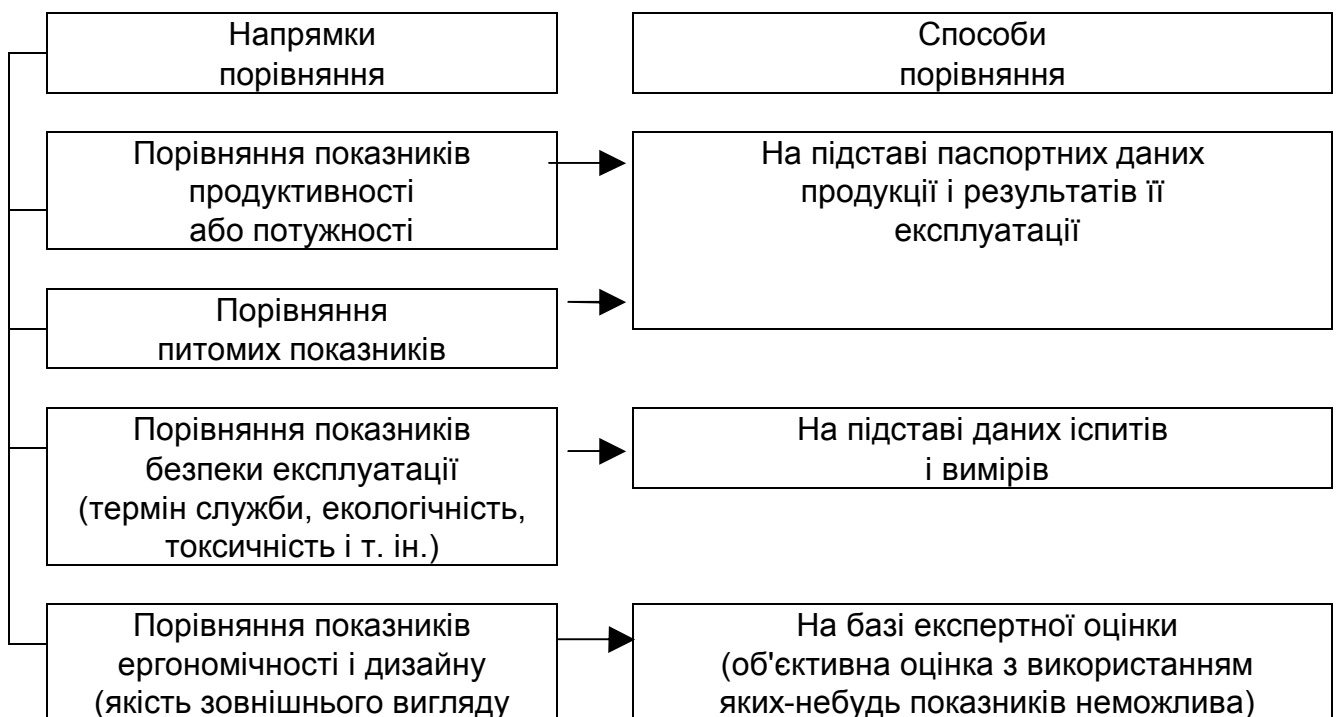 Напрямки
порівняння
Способи
порівняння
Порівняння показників
продуктивності
або потужності
На підставі паспортних даних
продукції і результатів її
експлуатації
Порівняння
питомих показників
Порівняння показників
безпеки експлуатації
(термін служби, екологічність,
токсичність і т. ін.)
На підставі даних іспитів
і вимірів
Порівняння показників
ергономічності і дизайну
(якість зовнішнього вигляду
На базі експертної оцінки
(об'єктивна оцінка з використанням
яких-небудь показників неможлива)